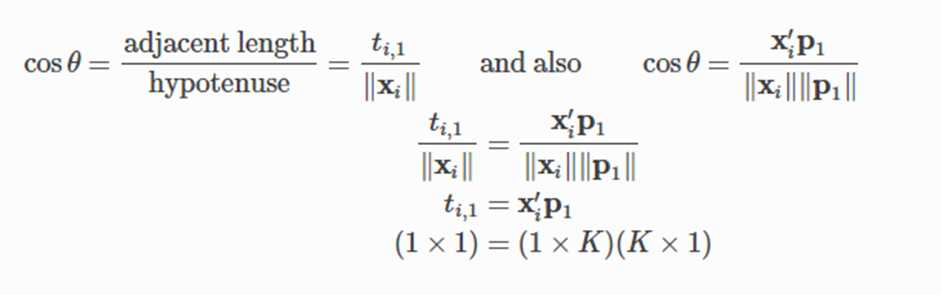 cos θ = adjacent length / hypotenuse = t_{i,1} / ‖𝐱_i‖ and also cos θ = 𝐱′_i 𝐩_1 / ‖𝐱_i‖‖𝐩_1‖
t_{i,1} / ‖𝐱_i‖ = 𝐱′_i 𝐩_1 / ‖𝐱_i‖‖𝐩_1‖
t_{i,1} = 𝐱′_i 𝐩_1
(1 × 1) = (1 × K)(K × 1)